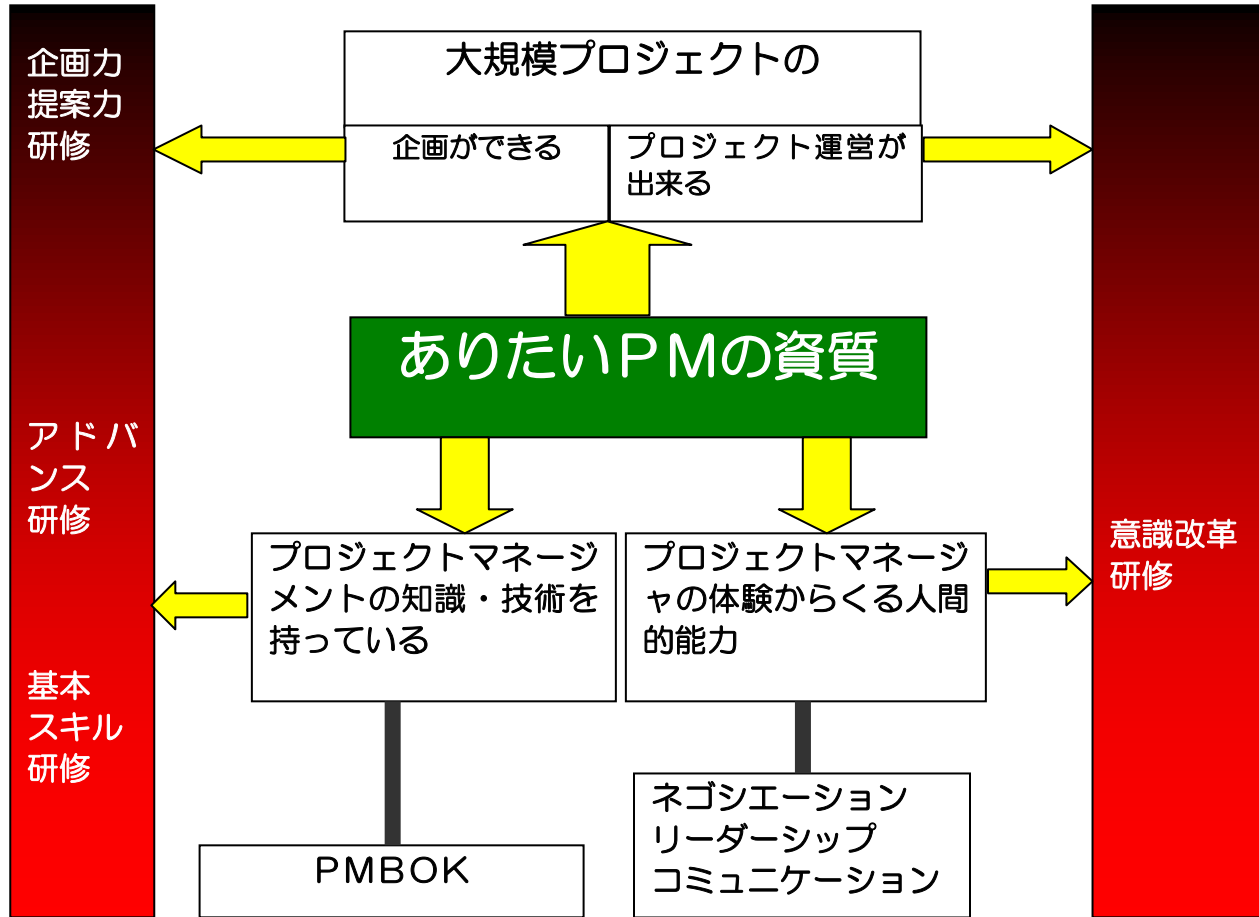 企画力
提案力
研修
アドバ
ンス
研修
基本
スキル
研修
大規模プロジェクトの
企画ができる
プロジェクト運営が
出来る
ありたいPMの資質
プロジェクトマネージ
メントの知識・技術を
持っている
プロジェクトマネージ
ャの体験からくる人間
的能力
PMBOK
ネゴシエーション
リーダーシップ
コミュニケーション
意識改革
研修